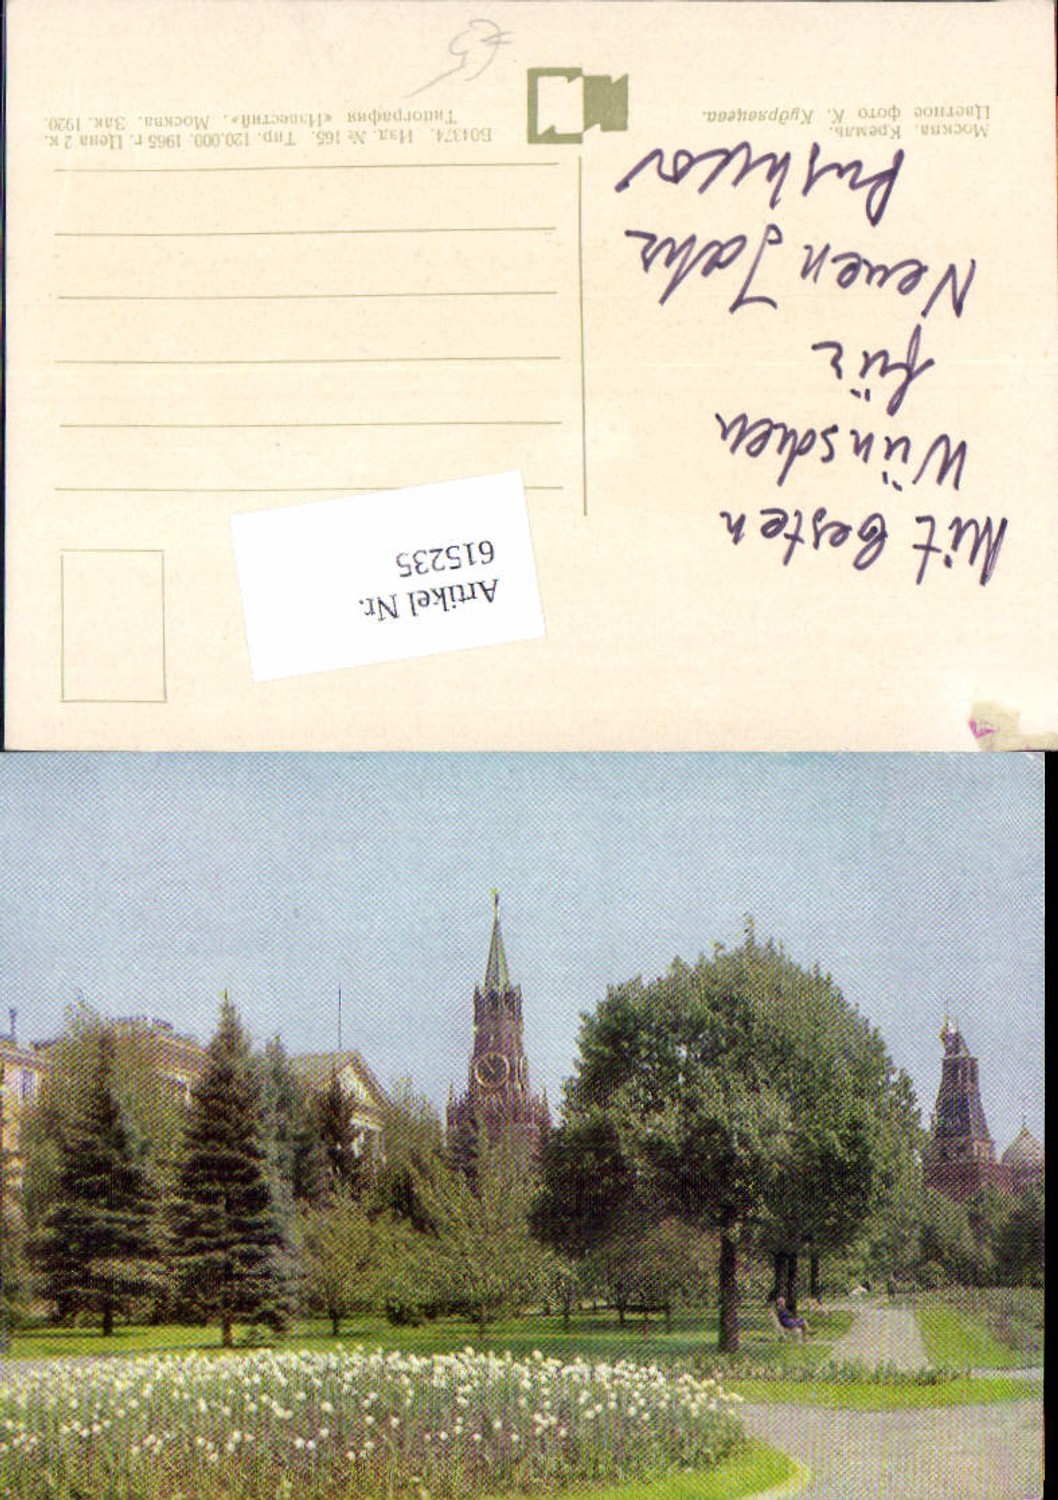 Москва. Кремль.
Цветное фото К. Кудрявцева.
Б01374. Изд. № 165. Тир. 120.000. 1965 г. Цена 2 к.
Типография «Известий». Москва. Зак. 1920.
Mit besten
Wünschen
für
Neuen Jahr
Artikel Nr.
615235